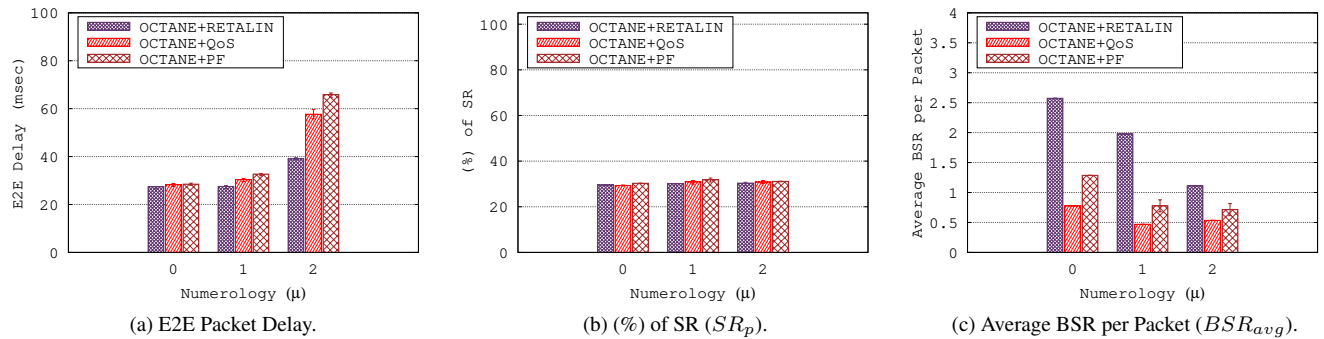 E2E Delay (msec)
100
80
60
40
20
0
OCTANE+RETALIN
OCTANE+QoS
OCTANE+PF
0 1 2
Numerology (μ)
(a) E2E Packet Delay.
(%) of SR
100
80
60
40
20
0
OCTANE+RETALIN
OCTANE+QoS
OCTANE+PF
0 1 2
Numerology (μ)
(b) (%) of SR (SRp).
Average BSR per Packet
4
3.5
3
2.5
2
1.5
1
0.5
0
OCTANE+RETALIN
OCTANE+QoS
OCTANE+PF
0 1 2
Numerology (μ)
(c) Average BSR per Packet (BSRavg).